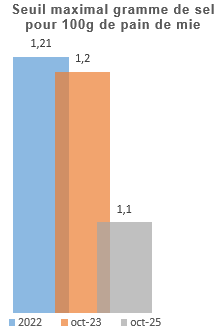 Seuil maximal gramme de sel
pour 100g de pain de mie
1,21
1,2
1,1
2022 oct-23 oct-25